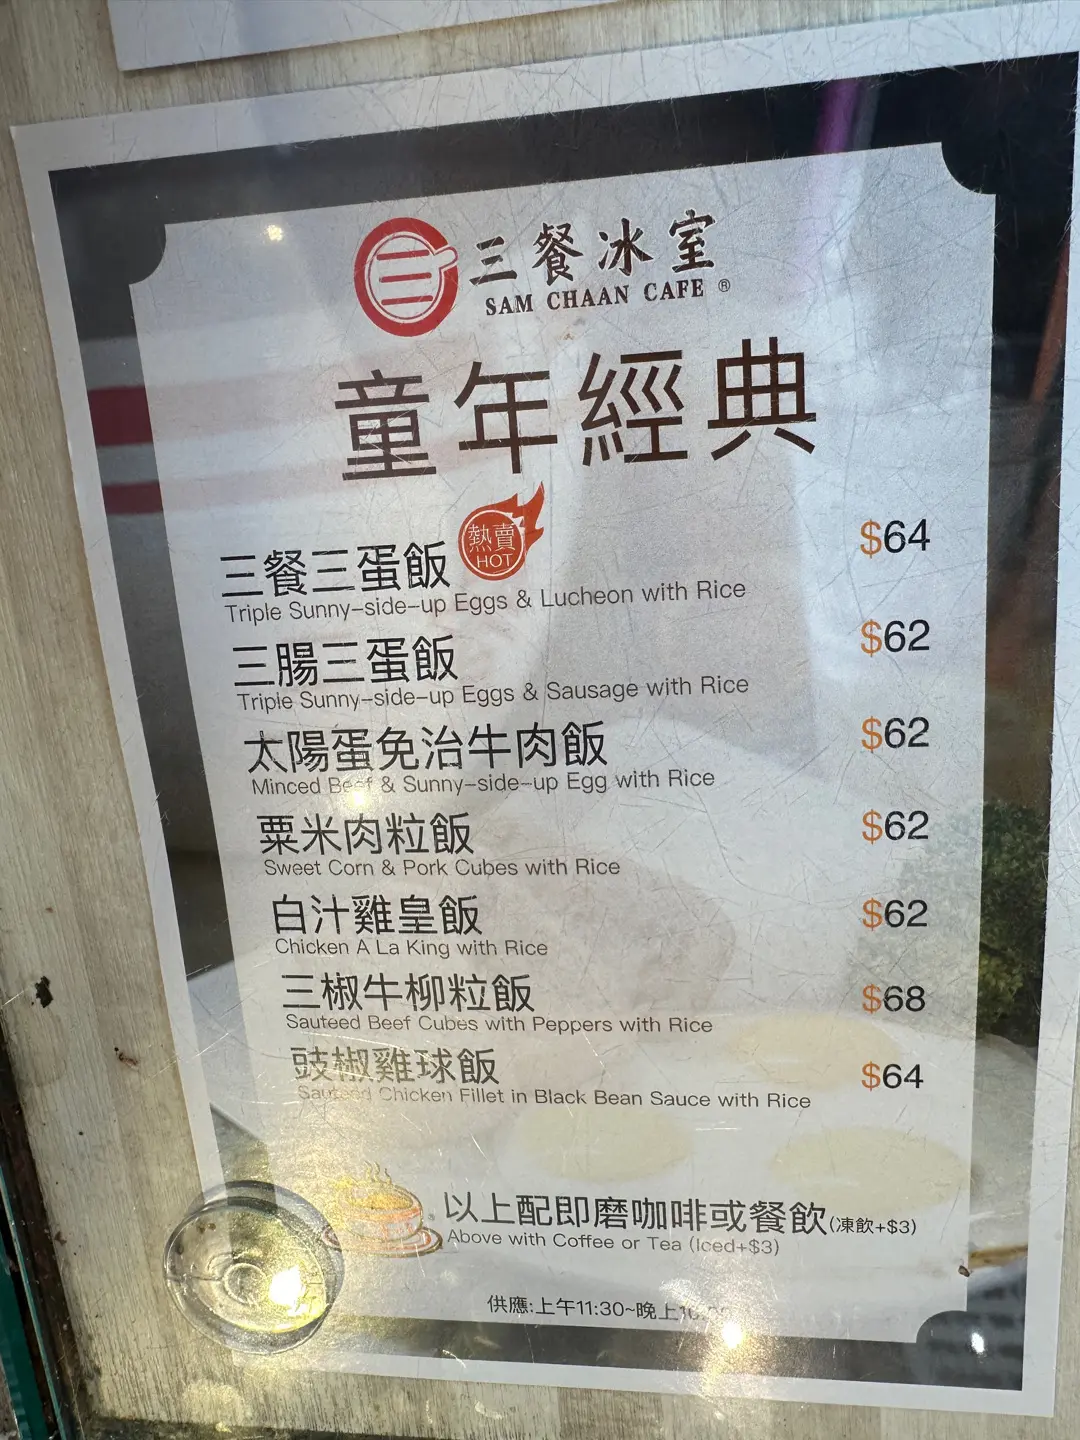 三餐冰室
SAM CHAAN CAFE ®
童年經典
三餐三蛋飯 熱賣 HOT $64
Triple Sunny-side-up Eggs & Lucheon with Rice
三腸三蛋飯 $62
Triple Sunny-side-up Eggs & Sausage with Rice
太陽蛋免治牛肉飯 $62
Minced Beef & Sunny-side-up Egg with Rice
粟米肉粒飯 $62
Sweet Corn & Pork Cubes with Rice
白汁雞皇飯 $62
Chicken A La King with Rice
三椒牛柳粒飯 $68
Sauteed Beef Cubes with Peppers with Rice
豉椒雞球飯 $64
Sauteed Chicken Fillet in Black Bean Sauce with Rice
以上配即磨咖啡或餐飲(凍飲+$3)
Above with Coffee or Tea (Iced+$3)
供應:上午11:30~晚上